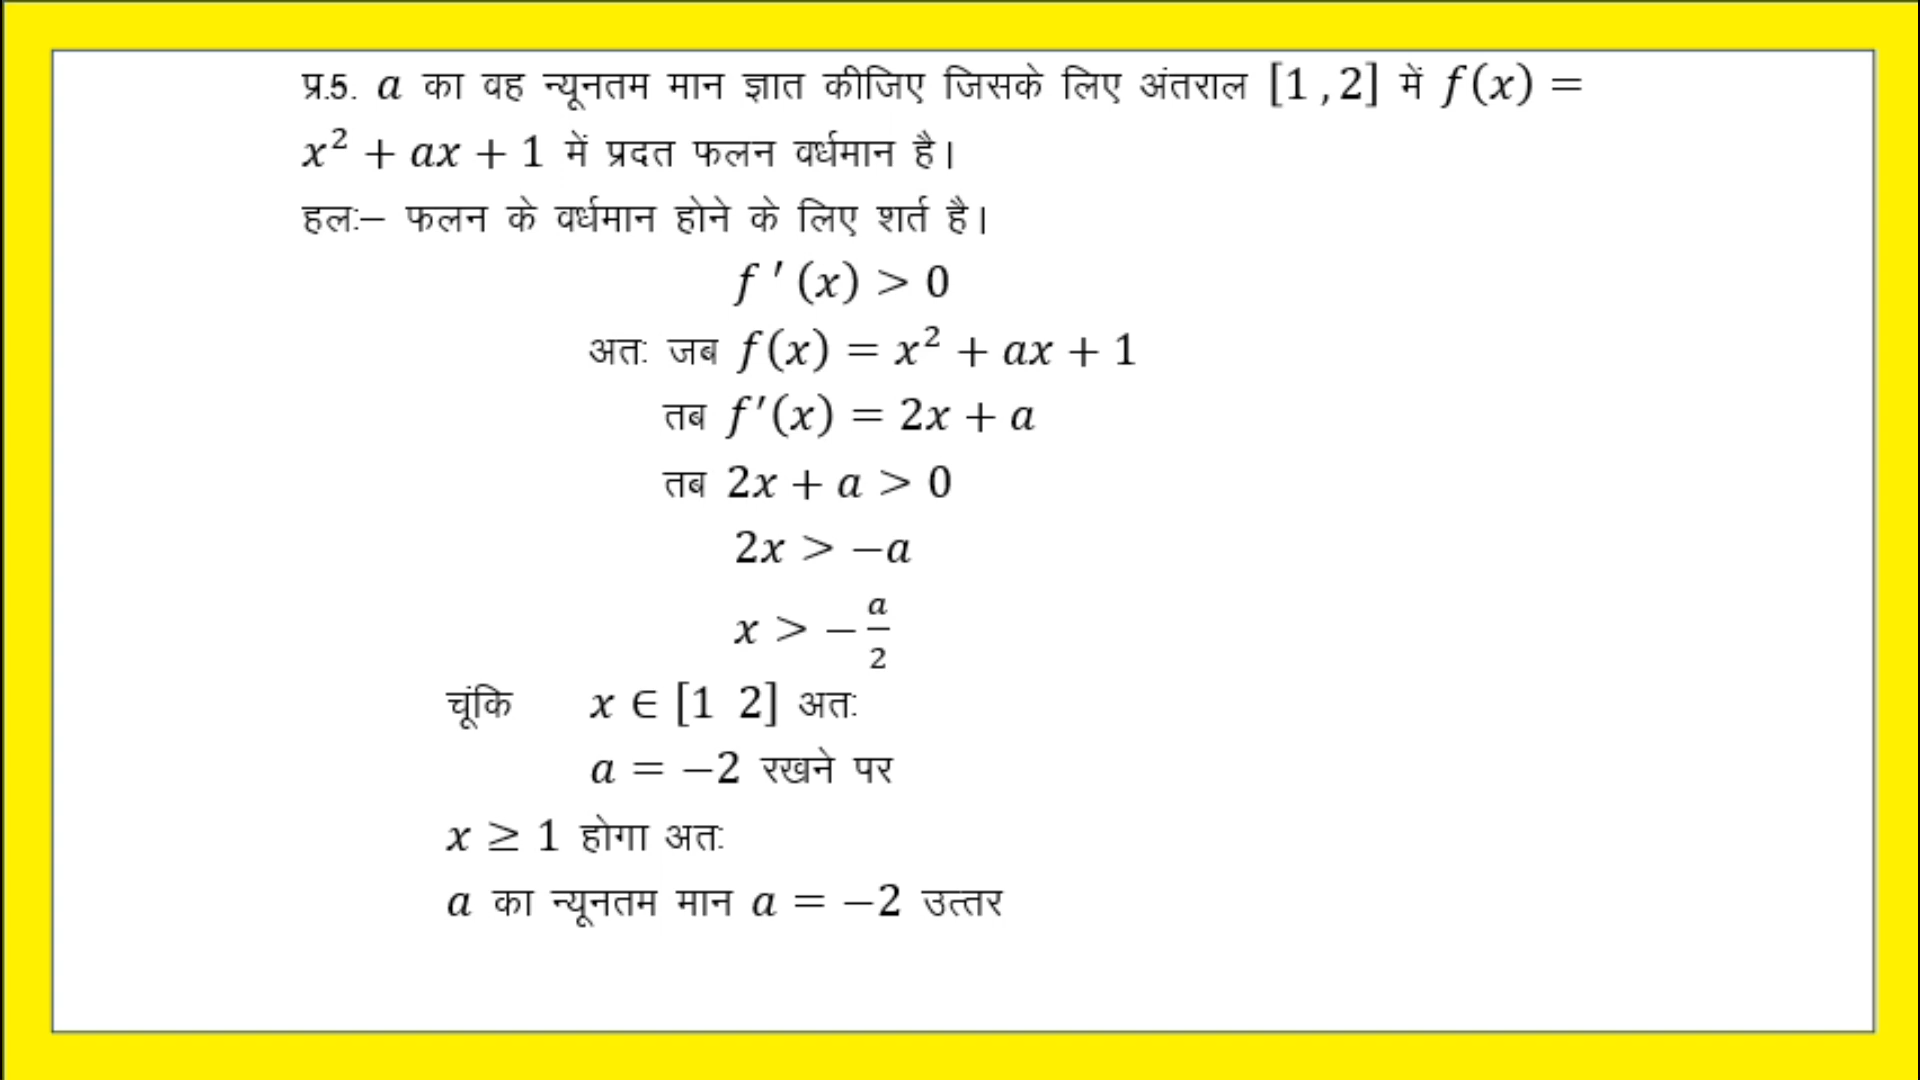 प्र.5. a का वह न्यूनतम मान ज्ञात कीजिए जिसके लिए अंतराल [1 , 2] में f(x) =
x² + ax + 1 में प्रदत फलन वर्धमान है।
हलः– फलन के वर्धमान होने के लिए शर्त है।
f ′ (x) > 0
अतः जब f(x) = x² + ax + 1
तब f′(x) = 2x + a
तब 2x + a > 0
2x > −a
x > −a/2
चूंकि x ∈ [1 2] अतः
a = −2 रखने पर
x ≥ 1 होगा अतः
a का न्यूनतम मान a = −2 उत्तर